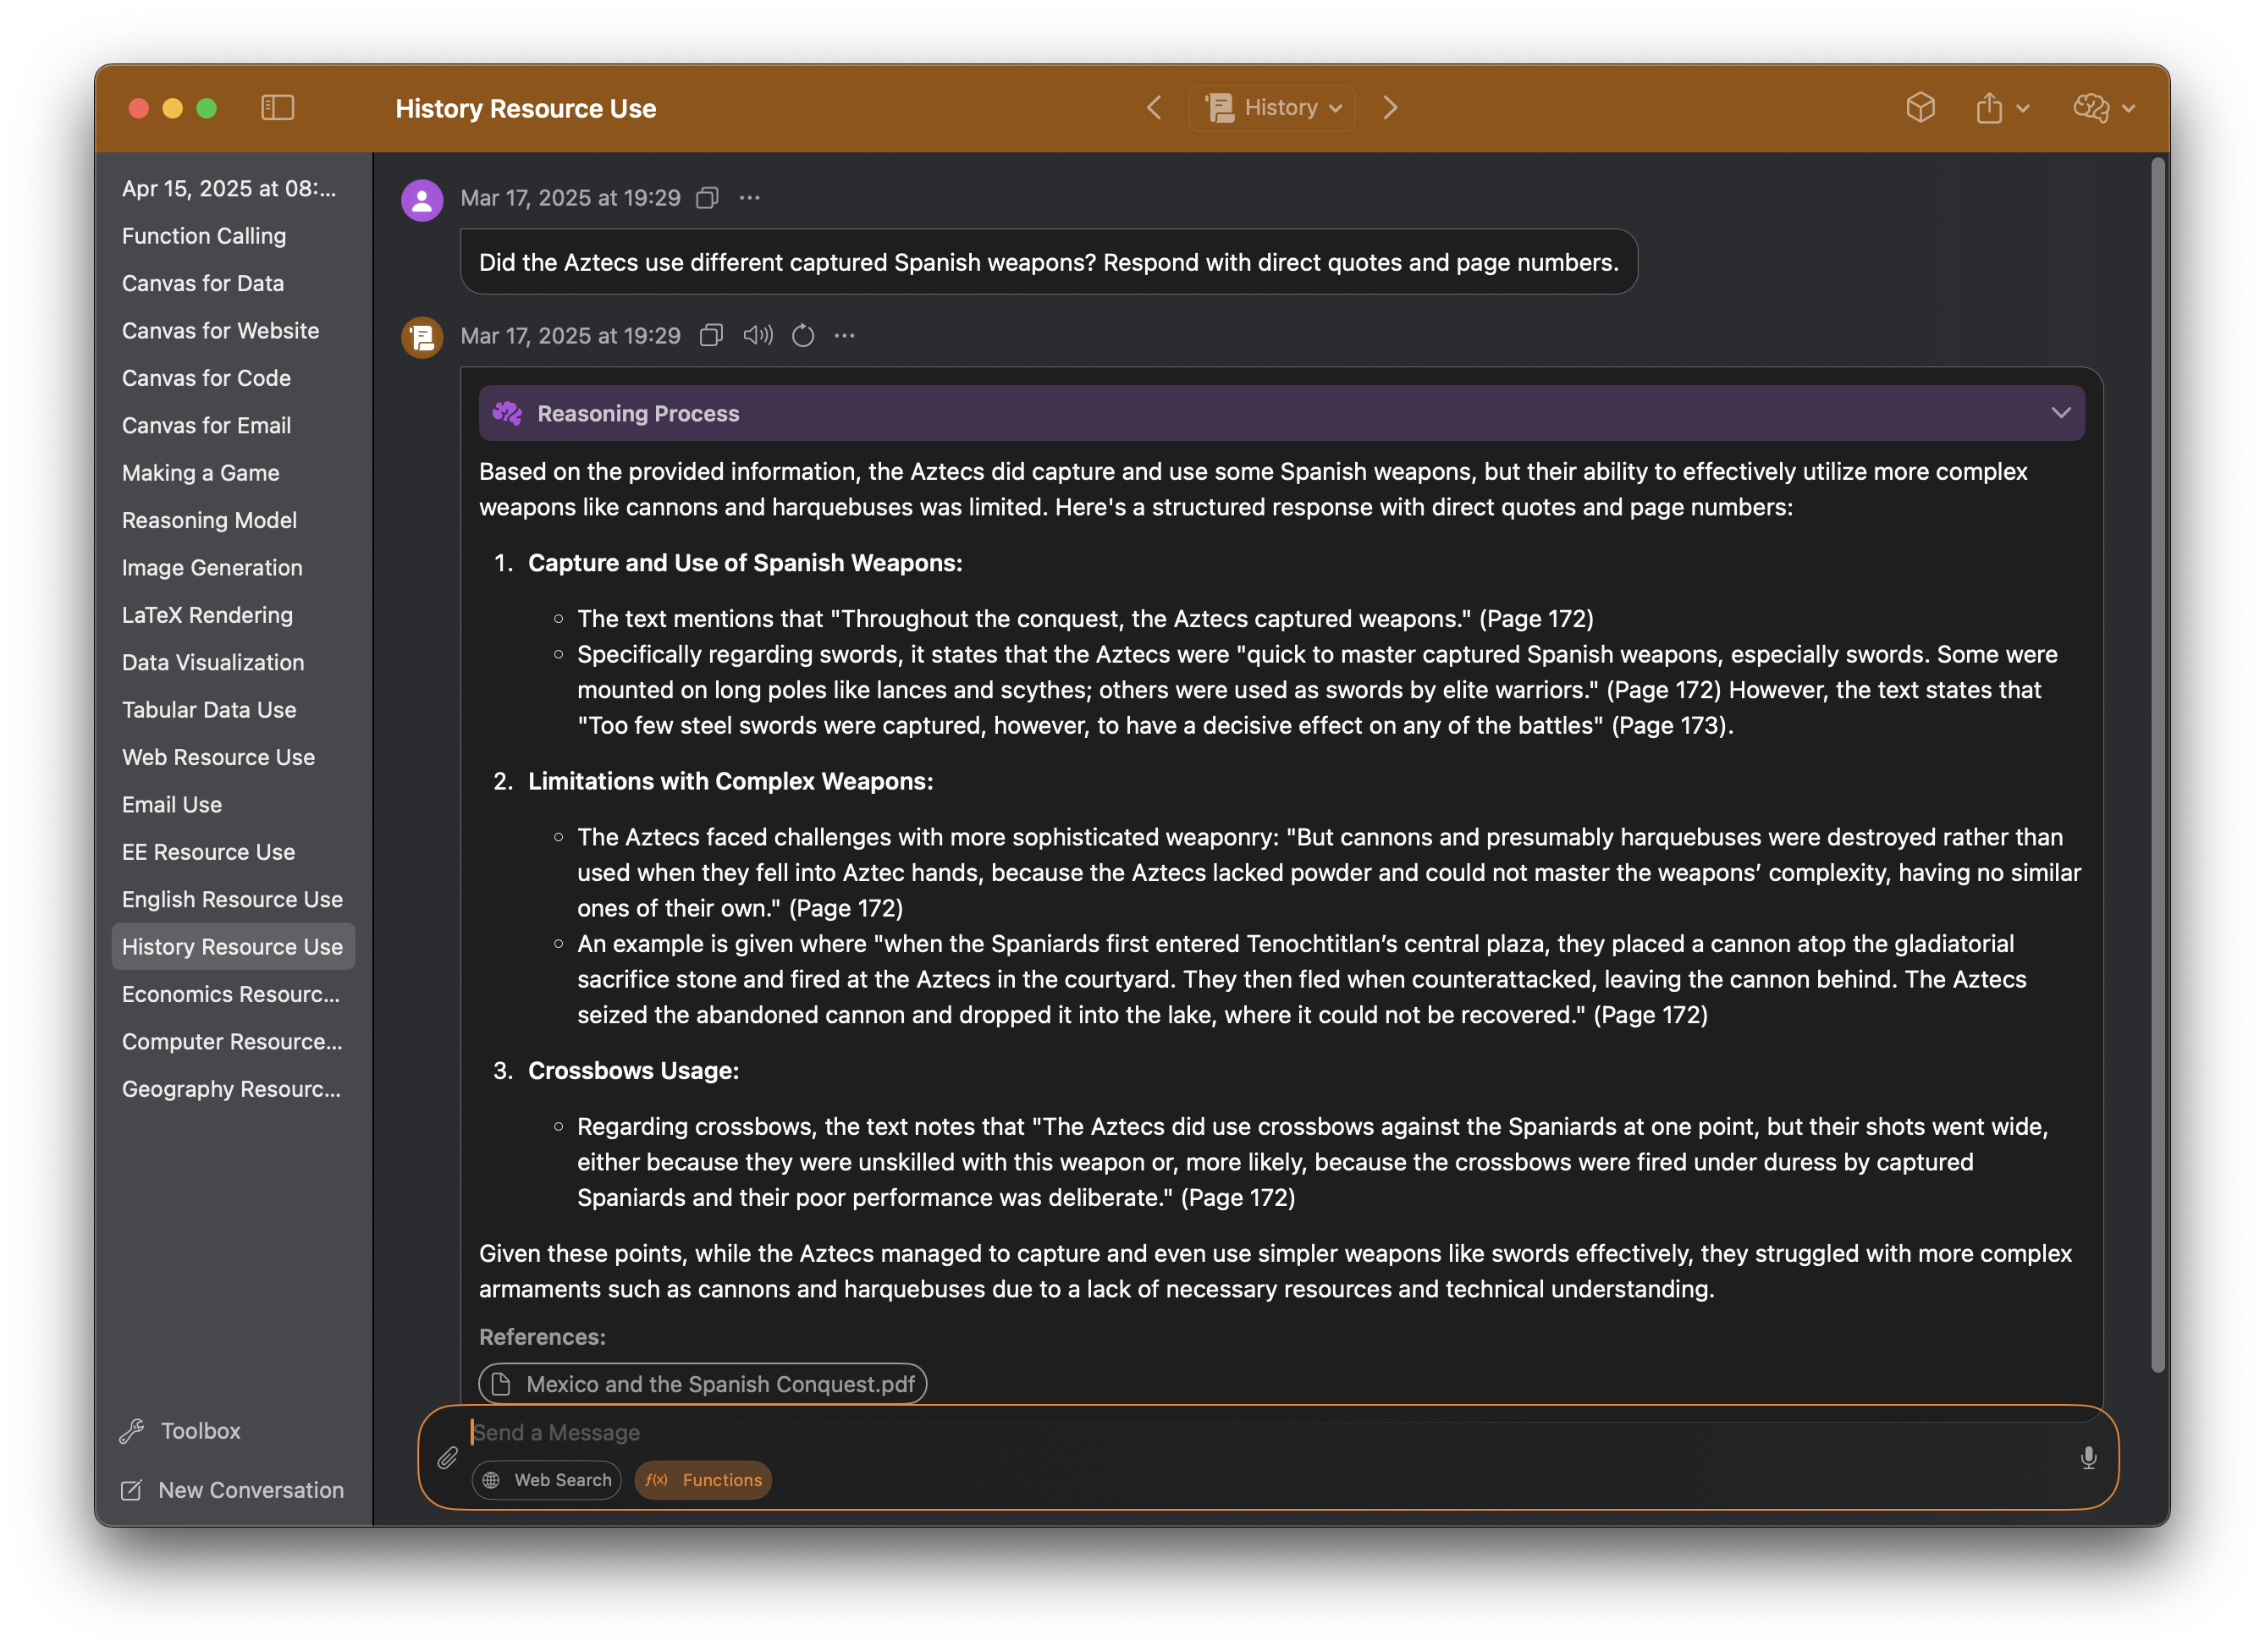 History Resource Use
History
Apr 15, 2025 at 08:...
Function Calling
Canvas for Data
Canvas for Website
Canvas for Code
Canvas for Email
Making a Game
Reasoning Model
Image Generation
LaTeX Rendering
Data Visualization
Tabular Data Use
Web Resource Use
Email Use
EE Resource Use
English Resource Use
History Resource Use
Economics Resourc...
Computer Resource...
Geography Resourc...
Toolbox
New Conversation
Mar 17, 2025 at 19:29
Did the Aztecs use different captured Spanish weapons? Respond with direct quotes and page numbers.
Mar 17, 2025 at 19:29
Reasoning Process
Based on the provided information, the Aztecs did capture and use some Spanish weapons, but their ability to effectively utilize more complex
weapons like cannons and harquebuses was limited. Here's a structured response with direct quotes and page numbers:
1. Capture and Use of Spanish Weapons:
◦ The text mentions that "Throughout the conquest, the Aztecs captured weapons." (Page 172)
◦ Specifically regarding swords, it states that the Aztecs were "quick to master captured Spanish weapons, especially swords. Some were
mounted on long poles like lances and scythes; others were used as swords by elite warriors." (Page 172) However, the text states that
"Too few steel swords were captured, however, to have a decisive effect on any of the battles" (Page 173).
2. Limitations with Complex Weapons:
◦ The Aztecs faced challenges with more sophisticated weaponry: "But cannons and presumably harquebuses were destroyed rather than
used when they fell into Aztec hands, because the Aztecs lacked powder and could not master the weapons’ complexity, having no similar
ones of their own." (Page 172)
◦ An example is given where "when the Spaniards first entered Tenochtitlan’s central plaza, they placed a cannon atop the gladiatorial
sacrifice stone and fired at the Aztecs in the courtyard. They then fled when counterattacked, leaving the cannon behind. The Aztecs
seized the abandoned cannon and dropped it into the lake, where it could not be recovered." (Page 172)
3. Crossbows Usage:
◦ Regarding crossbows, the text notes that "The Aztecs did use crossbows against the Spaniards at one point, but their shots went wide,
either because they were unskilled with this weapon or, more likely, because the crossbows were fired under duress by captured
Spaniards and their poor performance was deliberate." (Page 172)
Given these points, while the Aztecs managed to capture and even use simpler weapons like swords effectively, they struggled with more complex
armaments such as cannons and harquebuses due to a lack of necessary resources and technical understanding.
References:
Mexico and the Spanish Conquest.pdf
Send a Message
Web Search
f(x) Functions